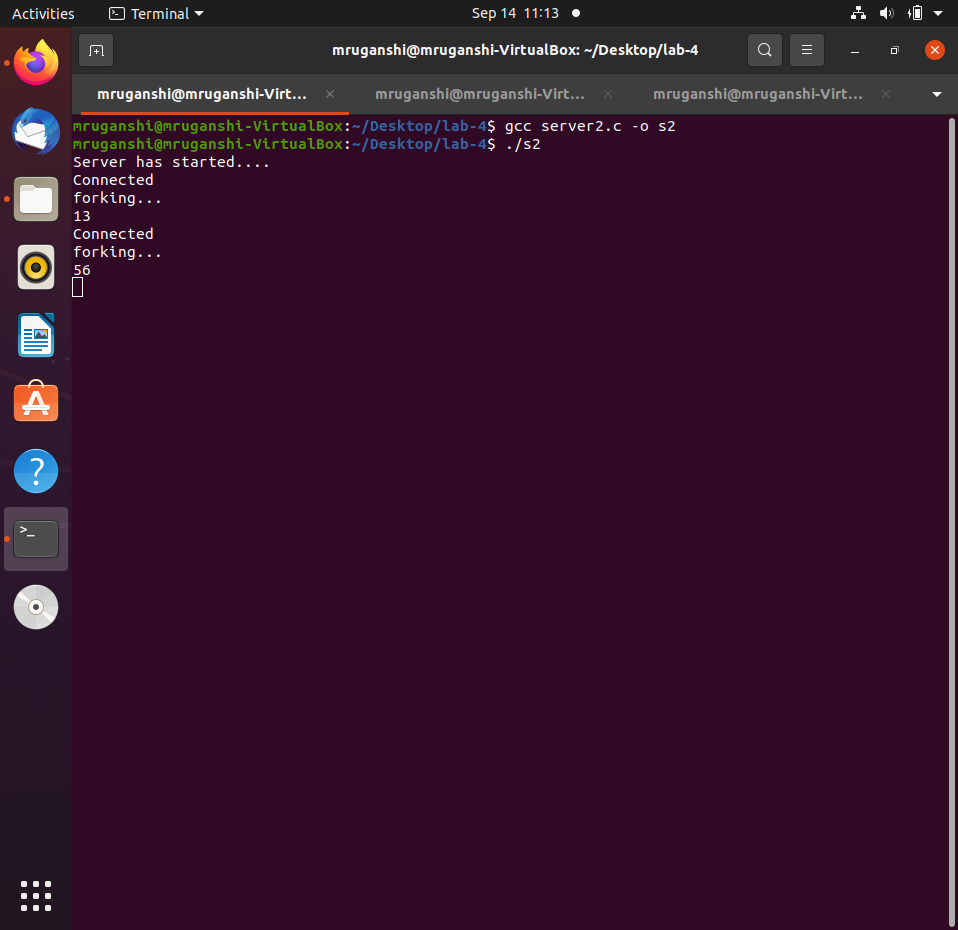 Activities Terminal Sep 14 11:13
mruganshi@mruganshi-VirtualBox: ~/Desktop/lab-4
mruganshi@mruganshi-Virt... mruganshi@mruganshi-Virt... mruganshi@mruganshi-Virt...
mruganshi@mruganshi-VirtualBox:~/Desktop/lab-4$ gcc server2.c -o s2
mruganshi@mruganshi-VirtualBox:~/Desktop/lab-4$ ./s2
Server has started....
Connected
forking...
13
Connected
forking...
56